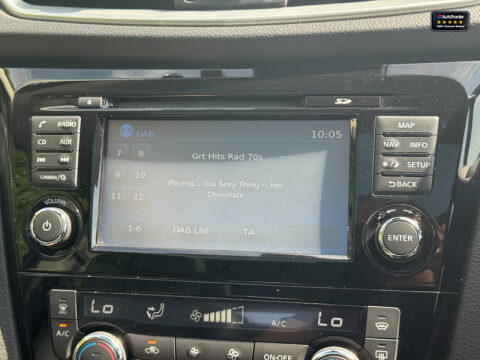 AutoTrader
SD
RADIO
CD AUX
CAMERA
VOLUME
DAB
10:05
7 8
Grt Hits Rad 70s
9 10
Playing... You Sexy Thing -- Hot
Chocolate
11 12
1-6 DAB List TA
MAP
NAV INFO
SETUP
BACK
ENTER
Lo
A/C
Lo
A/C
ON·OFF